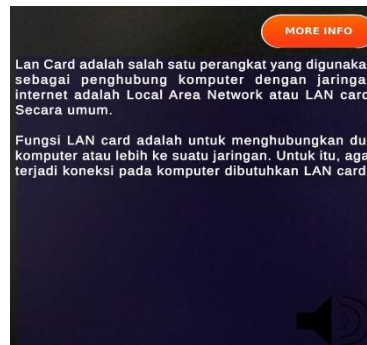 MORE INFO
Lan Card adalah salah satu perangkat yang digunaka
sebagai penghubung komputer dengan jaringa
internet adalah Local Area Network atau LAN card
Secara umum.
Fungsi LAN card adalah untuk menghubungkan du
komputer atau lebih ke suatu jaringan. Untuk itu, aga
terjadi koneksi pada komputer dibutuhkan LAN card